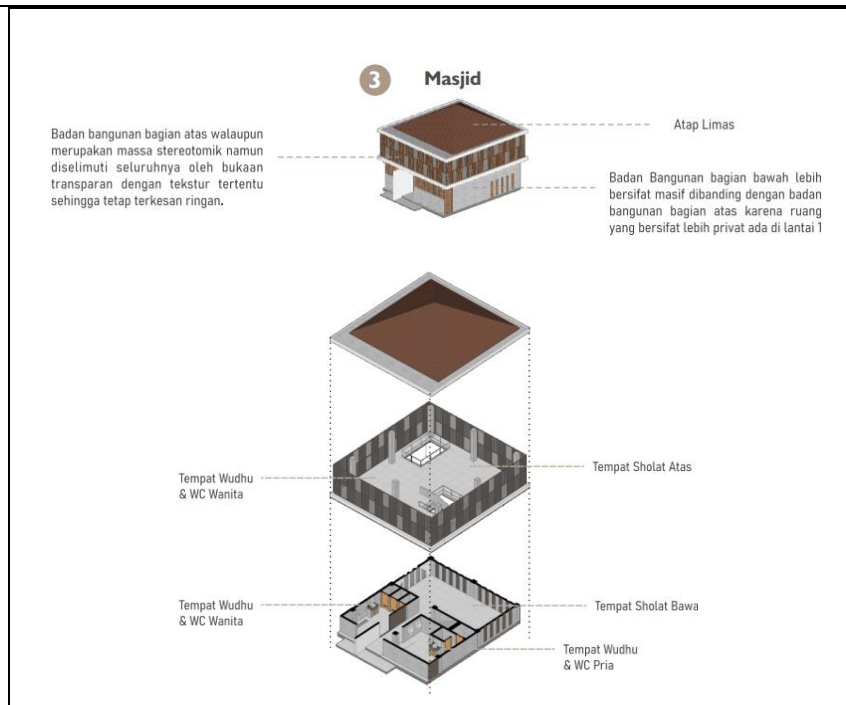 3 Masjid
Badan bangunan bagian atas walaupun
merupakan massa stereotomik namun
diselimuti seluruhnya oleh bukaan
transparan dengan tekstur tertentu
sehingga tetap terkesan ringan.
Atap Limas
Badan Bangunan bagian bawah lebih
bersifat masif dibanding dengan badan
bangunan bagian atas karena ruang
yang bersifat lebih privat ada di lantai 1
Tempat Wudhu
& WC Wanita
Tempat Sholat Atas
Tempat Wudhu
& WC Wanita
Tempat Sholat Bawa
Tempat Wudhu
& WC Pria